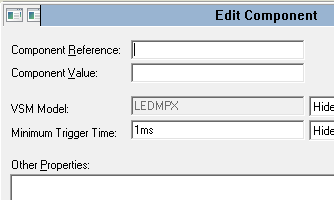 Edit Component
Component Reference:
Component Value:
VSM Model: LEDMPX Hide
Minimum Trigger Time: 1ms Hide
Other Properties: